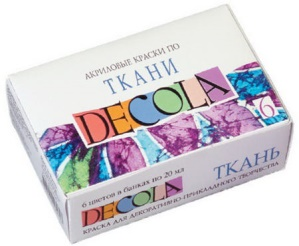 АКРИЛОВЫЕ КРАСКИ ПО
ТКАНИ
DECOLA
6
6 цветов в банках по 20 мл
DECOLA
ТКАНЬ
КРАСКА ДЛЯ ДЕКОРАТИВНО-ПРИКЛАДНОГО ТВОРЧЕСТВА